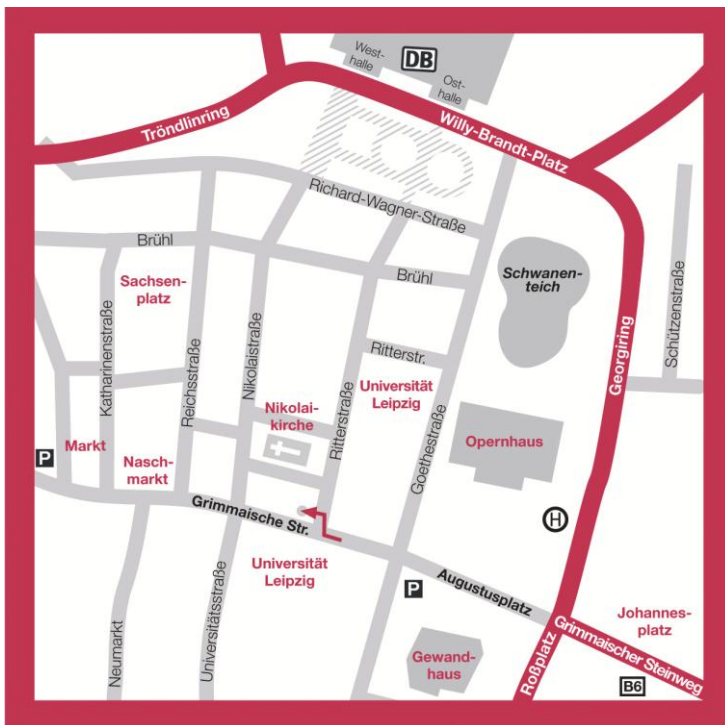 West-
halle
DB
Ost-
halle
Tröndlinring
Willy-Brandt-Platz
Richard-Wagner-Straße
Brühl
Brühl
Sachsen-
platz
Schwanen-
teich
Schützenstraße
Georgiring
Katharinenstraße
Reichsstraße
Nikolaistraße
Ritterstr.
Ritterstraße
Universität
Leipzig
Goethestraße
Nikolai-
kirche
Opernhaus
Markt
P
Nasch-
markt
Grimmaische Str.
H
Universität
Leipzig
Augustusplatz
P
Neumarkt
Universitätsstraße
Johannes-
platz
Grimmaischer Steinweg
Roßplatz
Gewand-
haus
B6